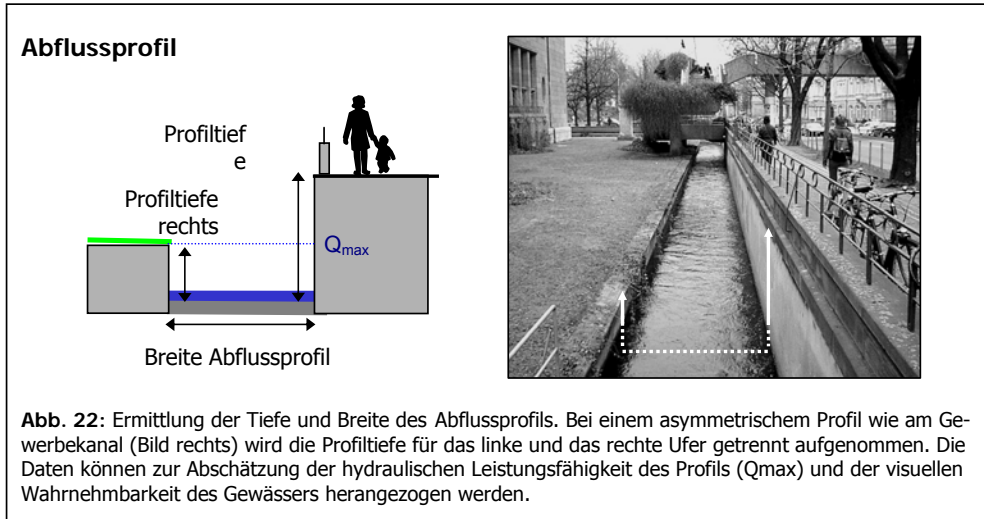 Abflussprofil
Profiltief
e
Profiltiefe
rechts
Qmax
Breite Abflussprofil
Abb. 22: Ermittlung der Tiefe und Breite des Abflussprofils. Bei einem asymmetrischem Profil wie am Ge-
werbekanal (Bild rechts) wird die Profiltiefe für das linke und das rechte Ufer getrennt aufgenommen. Die
Daten können zur Abschätzung der hydraulischen Leistungsfähigkeit des Profils (Qmax) und der visuellen
Wahrnehmbarkeit des Gewässers herangezogen werden.